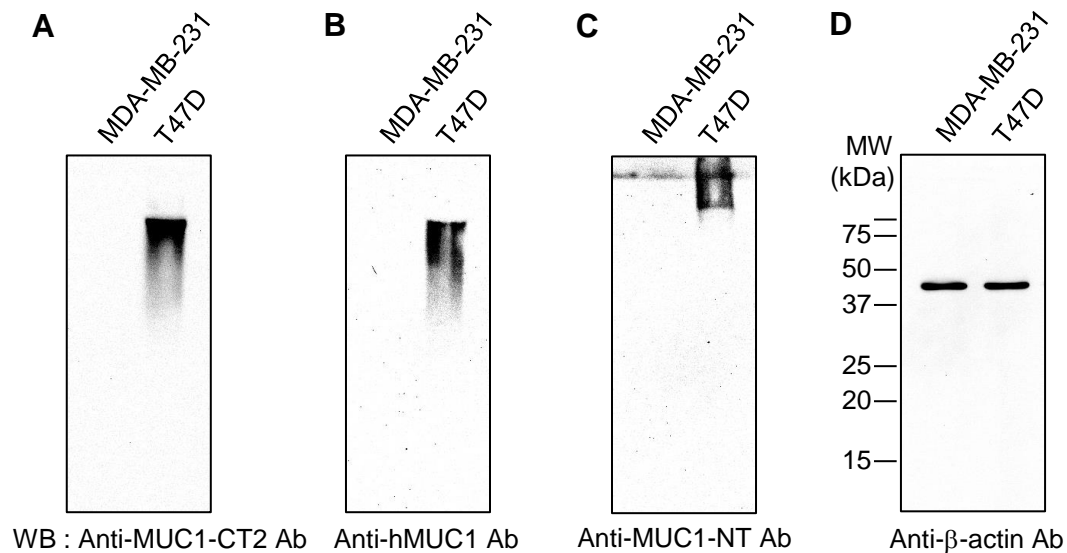 A
MDA-MB-231
T47D
B
MDA-MB-231
T47D
C
MDA-MB-231
T47D
D
MDA-MB-231
T47D
MW
(kDa)
75
50
37
25
20
15
WB : Anti-MUC1-CT2 Ab
Anti-hMUC1 Ab
Anti-MUC1-NT Ab
Anti-β-actin Ab